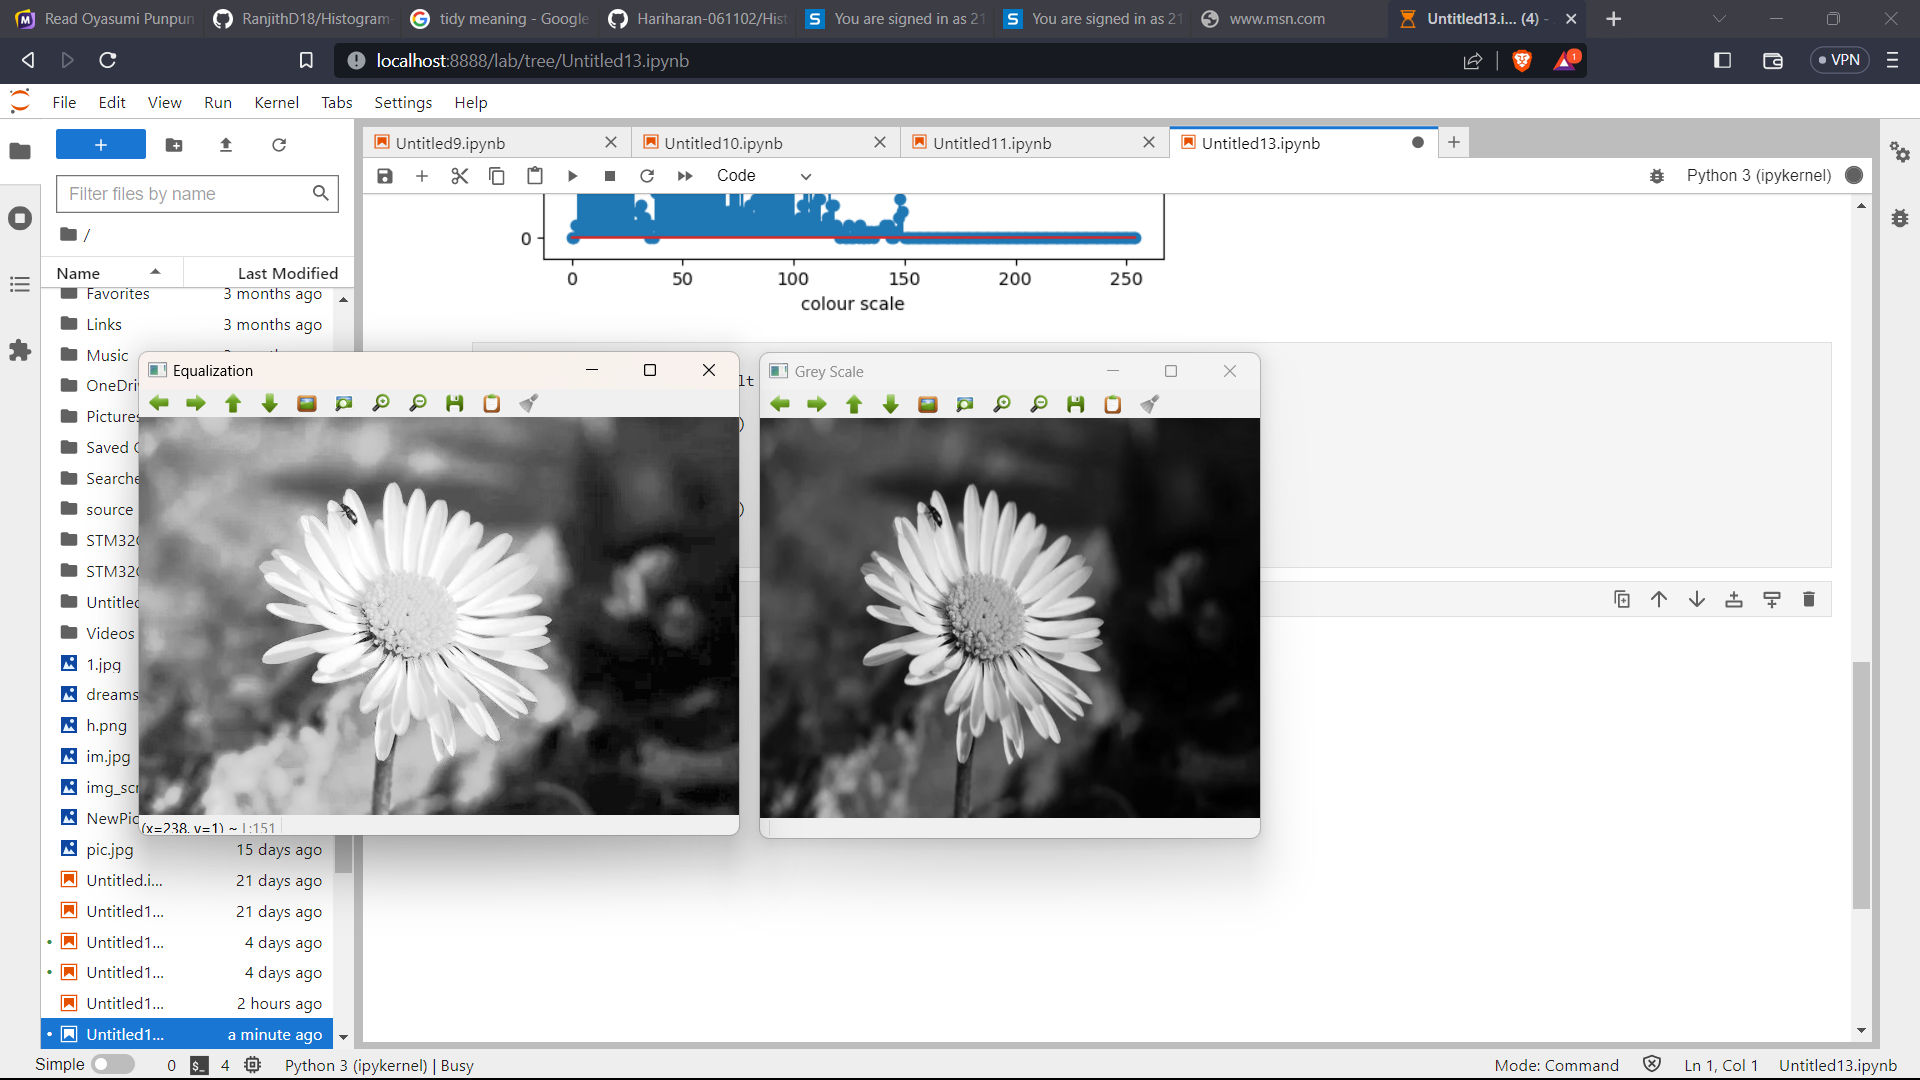 Read Oyasumi Punpun
RanjithD18/Histogram-
tidy meaning - Google
Hariharan-061102/Hist
You are signed in as 21
You are signed in as 21
www.msn.com
Untitled13.i... (4) -
localhost:8888/lab/tree/Untitled13.ipynb
1
VPN
File Edit View Run Kernel Tabs Settings Help
Untitled9.ipynb
Untitled10.ipynb
Untitled11.ipynb
Untitled13.ipynb
Code
Python 3 (ipykernel)
Filter files by name
/
Name Last Modified
Favorites 3 months ago
Links 3 months ago
Music
OneDri
Pictures
Saved
Searche
source
STM32
STM32
Untitled
Videos
1.jpg
dreams
h.png
im.jpg
img_scr
NewPic
pic.jpg 15 days ago
Untitled.i... 21 days ago
Untitled1... 21 days ago
Untitled1... 4 days ago
Untitled1... 4 days ago
Untitled1... 2 hours ago
Untitled1... a minute ago
0
0 50 100 150 200 250
colour scale
lt
)
)
Equalization
(x=238, y=1) ~ L:151
Grey Scale
Simple 0 $_ 4 Python 3 (ipykernel) | Busy
Mode: Command Ln 1, Col 1 Untitled13.ipynb